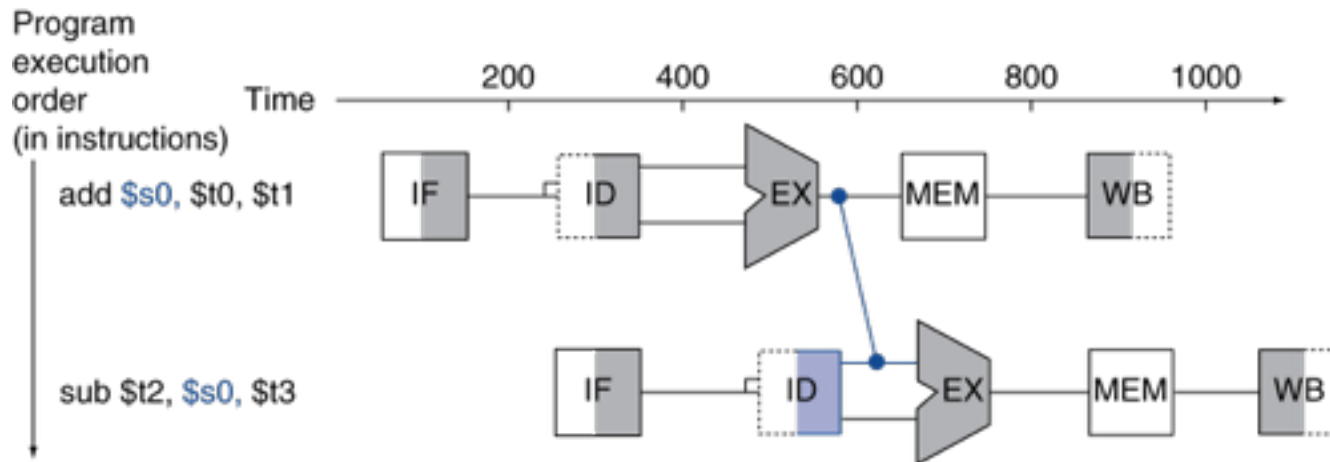 Program
execution
order
(in instructions)
Time
200 400 600 800 1000
add $s0, $t0, $t1
IF ID EX MEM WB
sub $t2, $s0, $t3
IF ID EX MEM WB